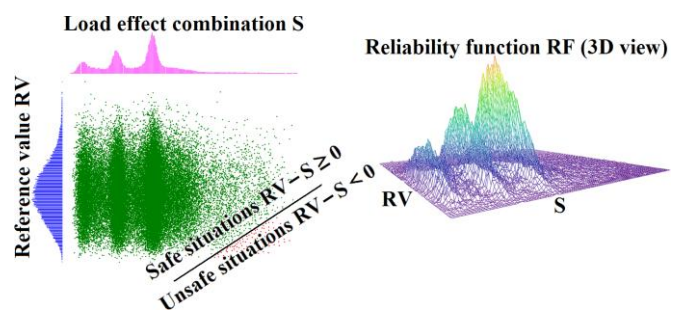 Load effect combination S
Reference value RV
Safe situations RV – S ≥ 0
Unsafe situations RV – S < 0
Reliability function RF (3D view)
RV
S